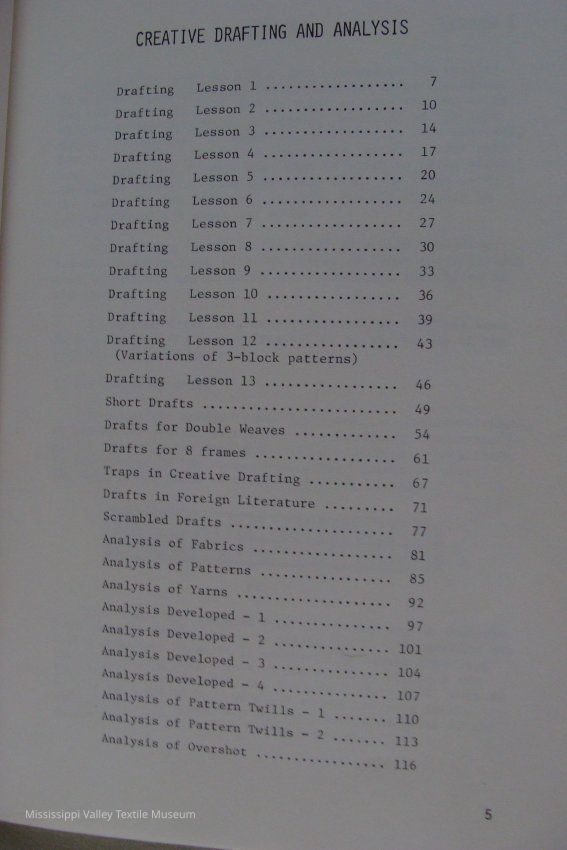 CREATIVE DRAFTING AND ANALYSIS
Drafting Lesson 1 .................. 7
Drafting Lesson 2 .................. 10
Drafting Lesson 3 .................. 14
Drafting Lesson 4 .................. 17
Drafting Lesson 5 .................. 20
Drafting Lesson 6 .................. 24
Drafting Lesson 7 .................. 27
Drafting Lesson 8 .................. 30
Drafting Lesson 9 .................. 33
Drafting Lesson 10 ................. 36
Drafting Lesson 11 ................. 39
Drafting Lesson 12 ................. 43
(Variations of 3-block patterns)
Drafting Lesson 13 ................. 46
Short Drafts ......................... 49
Drafts for Double Weaves ............. 54
Drafts for 8 frames .................. 61
Traps in Creative Drafting ........... 67
Drafts in Foreign Literature ......... 71
Scrambled Drafts ..................... 77
Analysis of Fabrics .................. 81
Analysis of Patterns ................. 85
Analysis of Yarns .................... 92
Analysis Developed - 1 ............... 97
Analysis Developed - 2 ............... 101
Analysis Developed - 3 ............... 104
Analysis Developed - 4 ............... 107
Analysis of Pattern Twills - 1 ....... 110
Analysis of Pattern Twills - 2 ....... 113
Analysis of Overshot ................. 116
5
Mississippi Valley Textile Museum